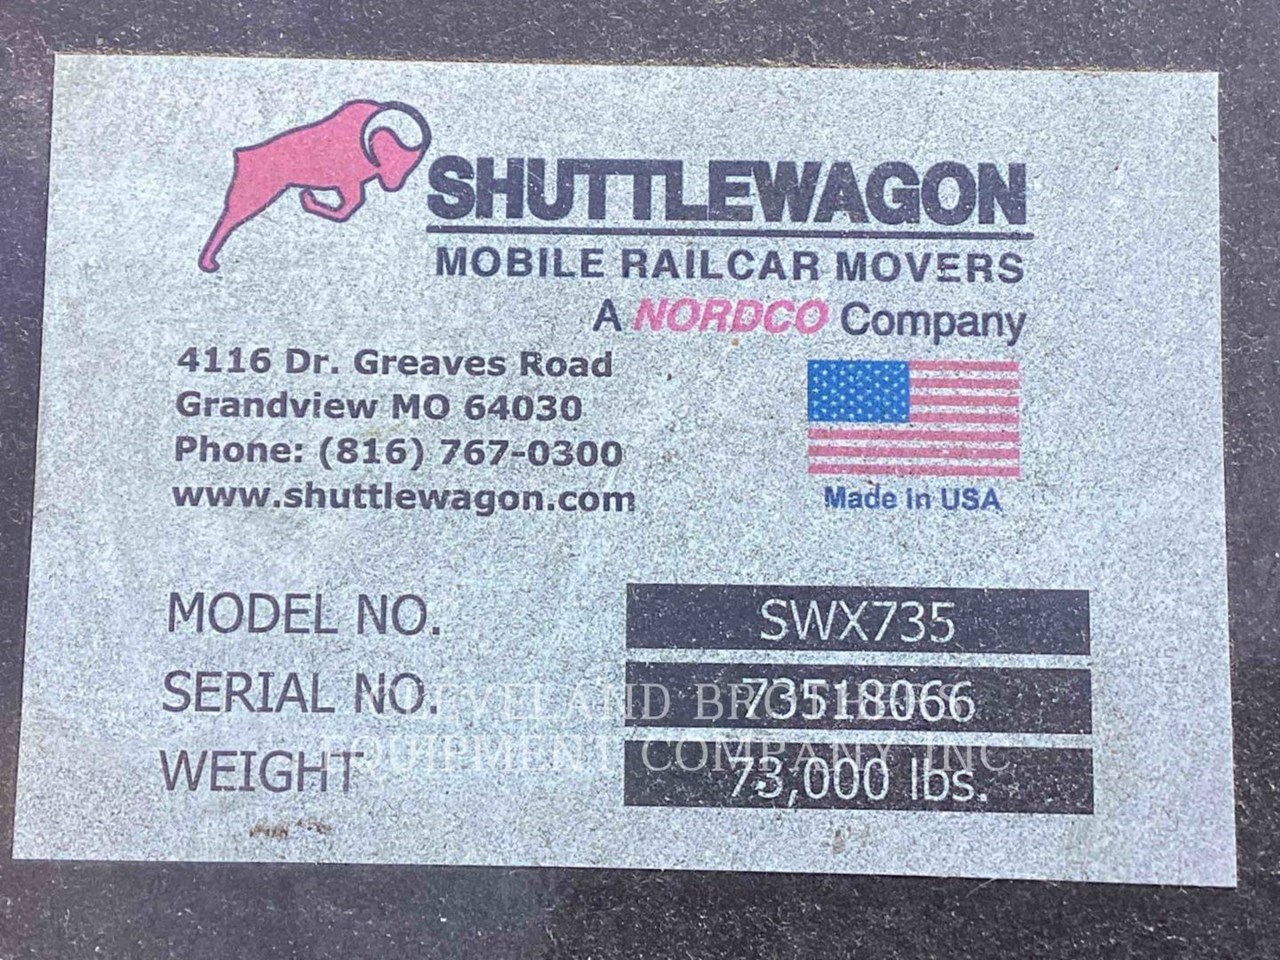 SHUTTLEWAGON
MOBILE RAILCAR MOVERS
A NORDCO Company
4116 Dr. Greaves Road
Grandview MO 64030
Phone: (816) 767-0300
www.shuttlewagon.com
Made in USA
MODEL NO. SWX735
SERIAL NO. 73518066
WEIGHT 73,000 lbs.
CLEVELAND BROTHERS
EQUIPMENT COMPANY INC